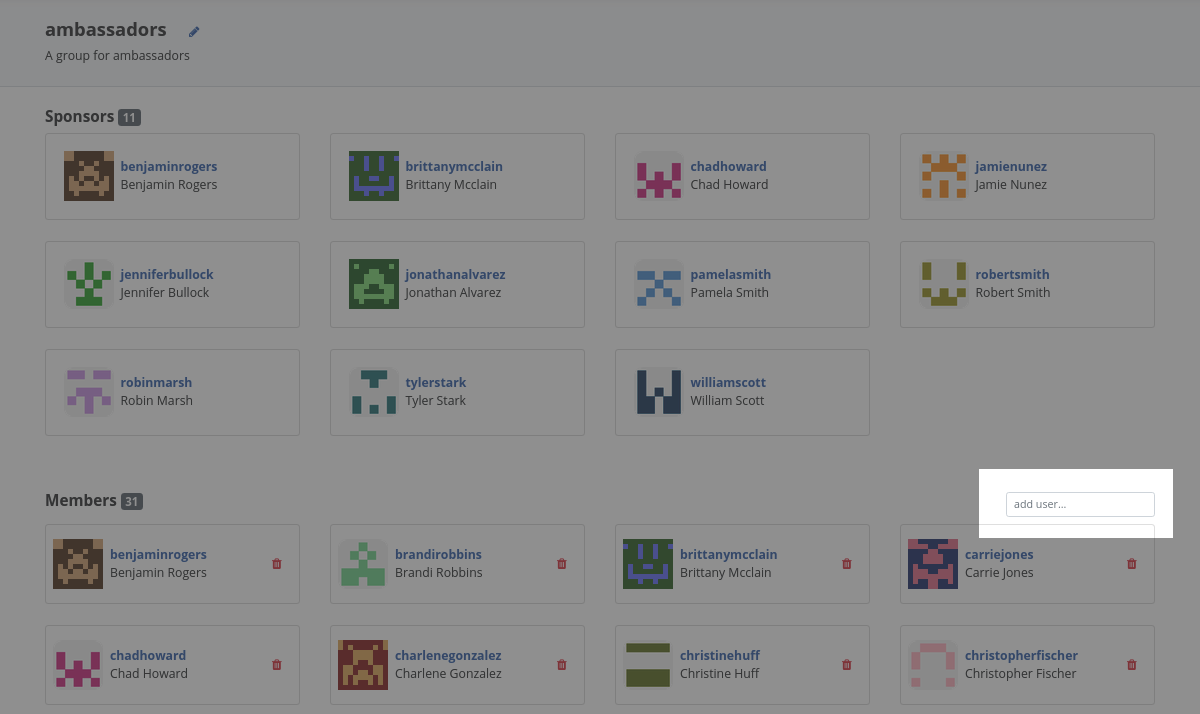 ambassadors
A group for ambassadors
Sponsors 11
benjaminrogers
Benjamin Rogers
brittanymcclain
Brittany Mcclain
chadhoward
Chad Howard
jamienunez
Jamie Nunez
jenniferbullock
Jennifer Bullock
jonathanalvarez
Jonathan Alvarez
pamelasmith
Pamela Smith
robertsmith
Robert Smith
robinmarsh
Robin Marsh
tylerstark
Tyler Stark
williamscott
William Scott
Members 31
add user...
benjaminrogers
Benjamin Rogers
brandirobbins
Brandi Robbins
brittanymcclain
Brittany Mcclain
carriejones
Carrie Jones
chadhoward
Chad Howard
charlenegonzalez
Charlene Gonzalez
christinehuff
Christine Huff
christopherfischer
Christopher Fischer